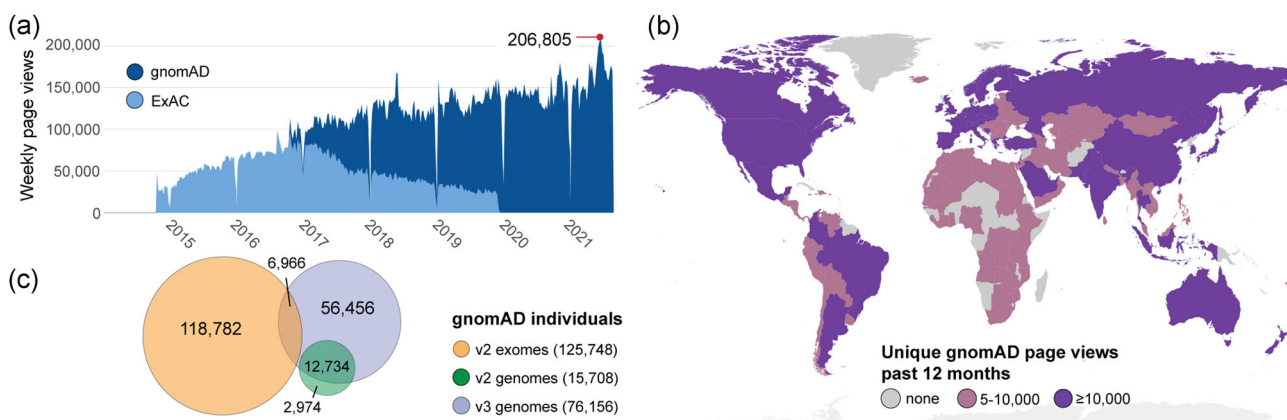 (a)
206,805
200,000
150,000
100,000
50,000
0
Weekly page views
gnomAD
ExAC
2015
2016
2017
2018
2019
2020
2021
(b)
Unique gnomAD page views
past 12 months
none
5-10,000
≥10,000
(c)
6,966
118,782
56,456
12,734
2,974
gnomAD individuals
v2 exomes (125,748)
v2 genomes (15,708)
v3 genomes (76,156)